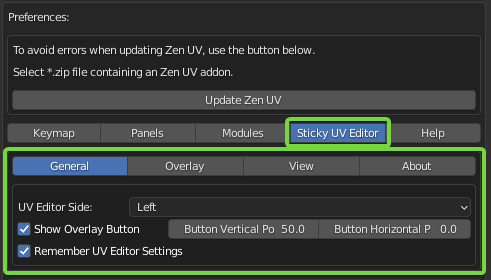 Preferences:
To avoid errors when updating Zen UV, use the button below.
Select *.zip file containing an Zen UV addon.
Update Zen UV
Keymap Panels Modules Sticky UV Editor Help
General Overlay View About
UV Editor Side: Left
Show Overlay Button Button Vertical Po 50.0 Button Horizontal P 0.0
Remember UV Editor Settings